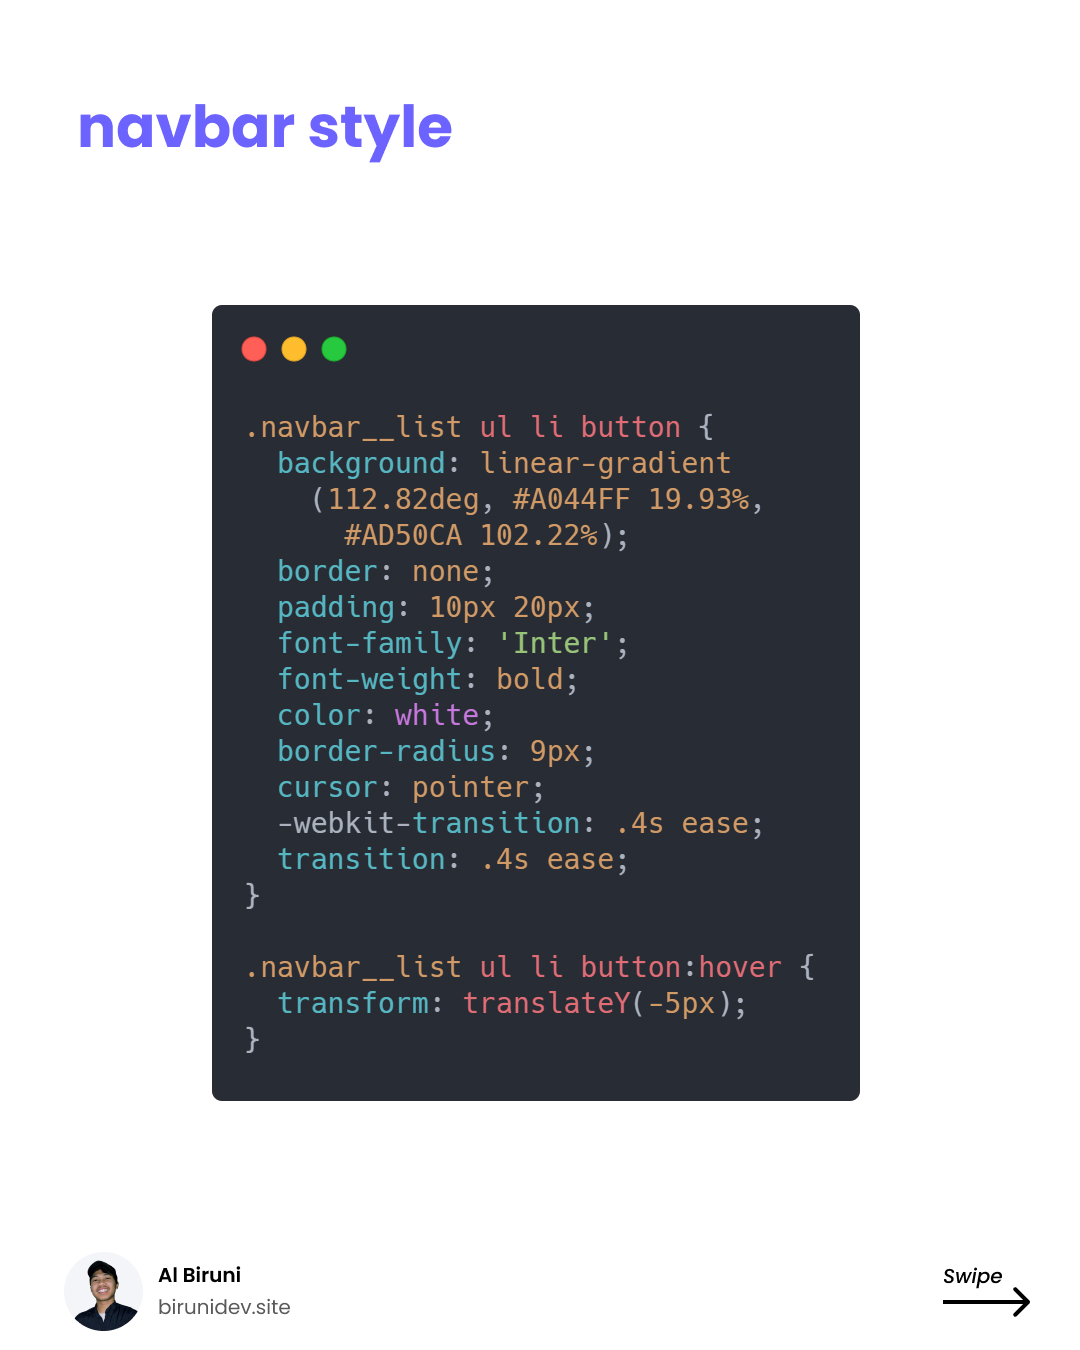 navbar style
.navbar__list ul li button {
  background: linear-gradient
    (112.82deg, #A044FF 19.93%,
      #AD50CA 102.22%);
  border: none;
  padding: 10px 20px;
  font-family: 'Inter';
  font-weight: bold;
  color: white;
  border-radius: 9px;
  cursor: pointer;
  -webkit-transition: .4s ease;
  transition: .4s ease;
}
.navbar__list ul li button:hover {
  transform: translateY(-5px);
}
Al Biruni
birunidev.site
Swipe